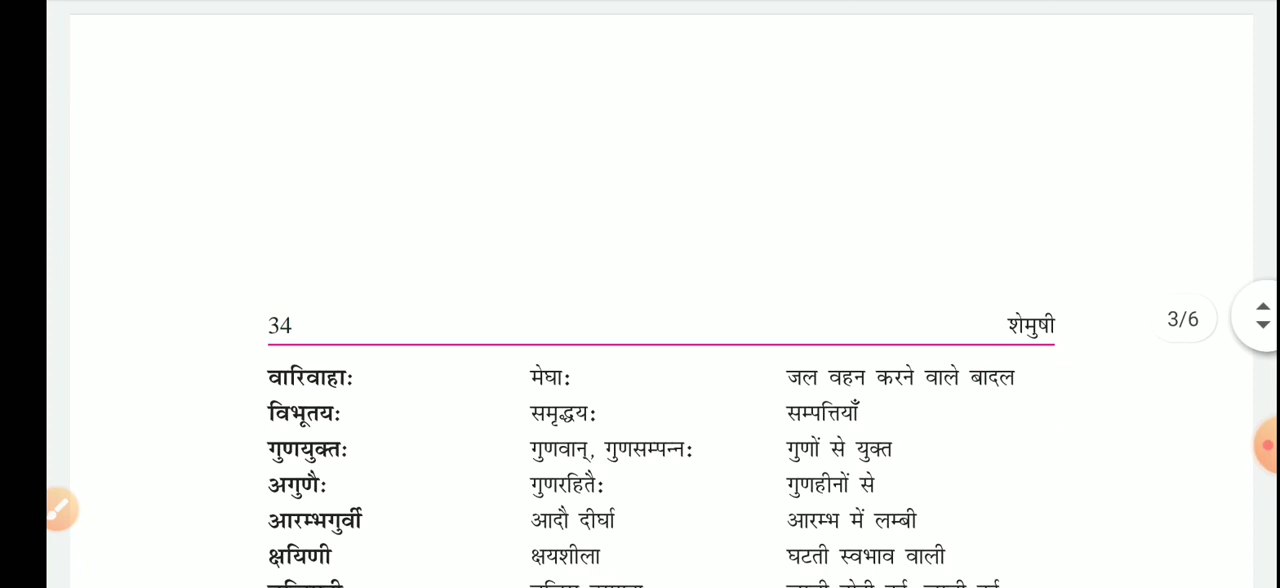 34 शेमुषी
3/6
वारिवाहाः मेघाः जल वहन करने वाले बादल
विभूतयः समृद्धयः सम्पत्तियाँ
गुणयुक्तः गुणवान्, गुणसम्पन्नः गुणों से युक्त
अगुणैः गुणरहितैः गुणहीनों से
आरम्भगुर्वी आदौ दीर्घा आरम्भ में लम्बी
क्षयिणी क्षयशीला घटती स्वभाव वाली